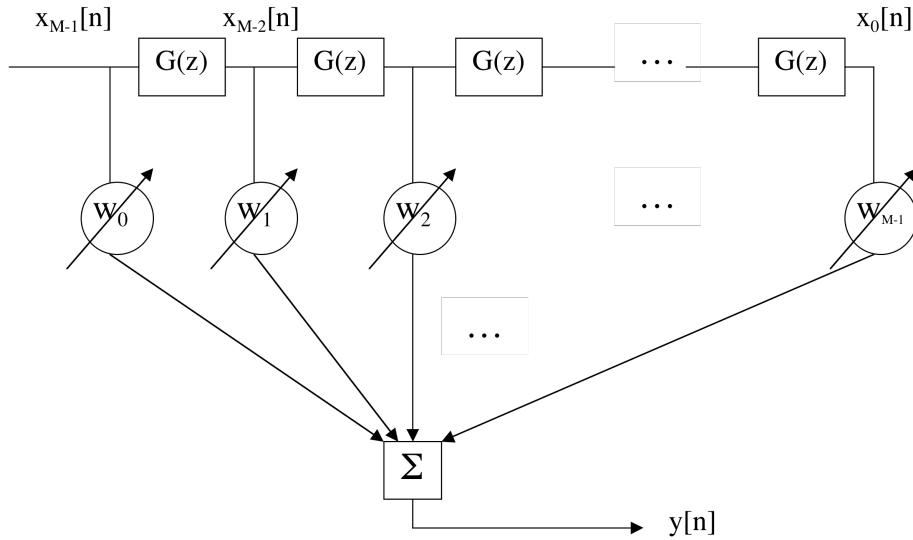 x_{M-1}[n] x_{M-2}[n] x_0[n]
G(z) G(z) G(z) ... G(z)
w_0 w_1 w_2 ... w_{M-1}
...
Σ
y[n]